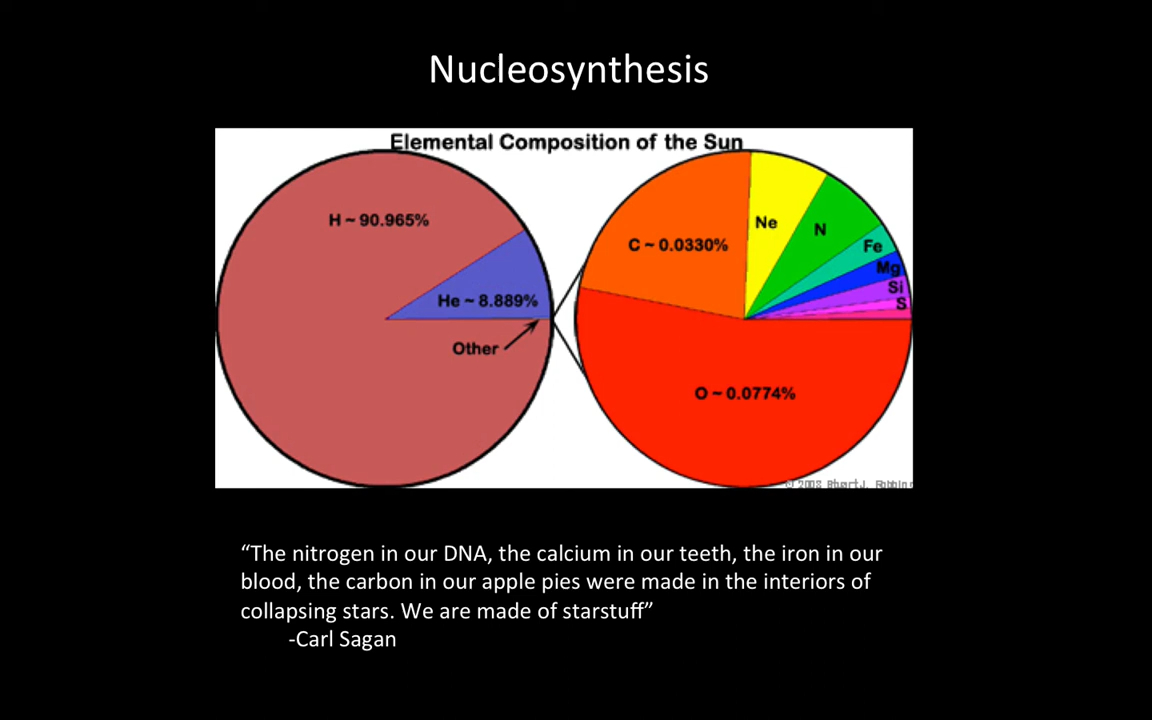 Nucleosynthesis
Elemental Composition of the Sun
H ~ 90.965%
He ~ 8.889%
Other
C ~ 0.0330%
Ne
N
Fe
Mg
Si
S
O ~ 0.0774%
“The nitrogen in our DNA, the calcium in our teeth, the iron in our
blood, the carbon in our apple pies were made in the interiors of
collapsing stars. We are made of starstuff”
-Carl Sagan